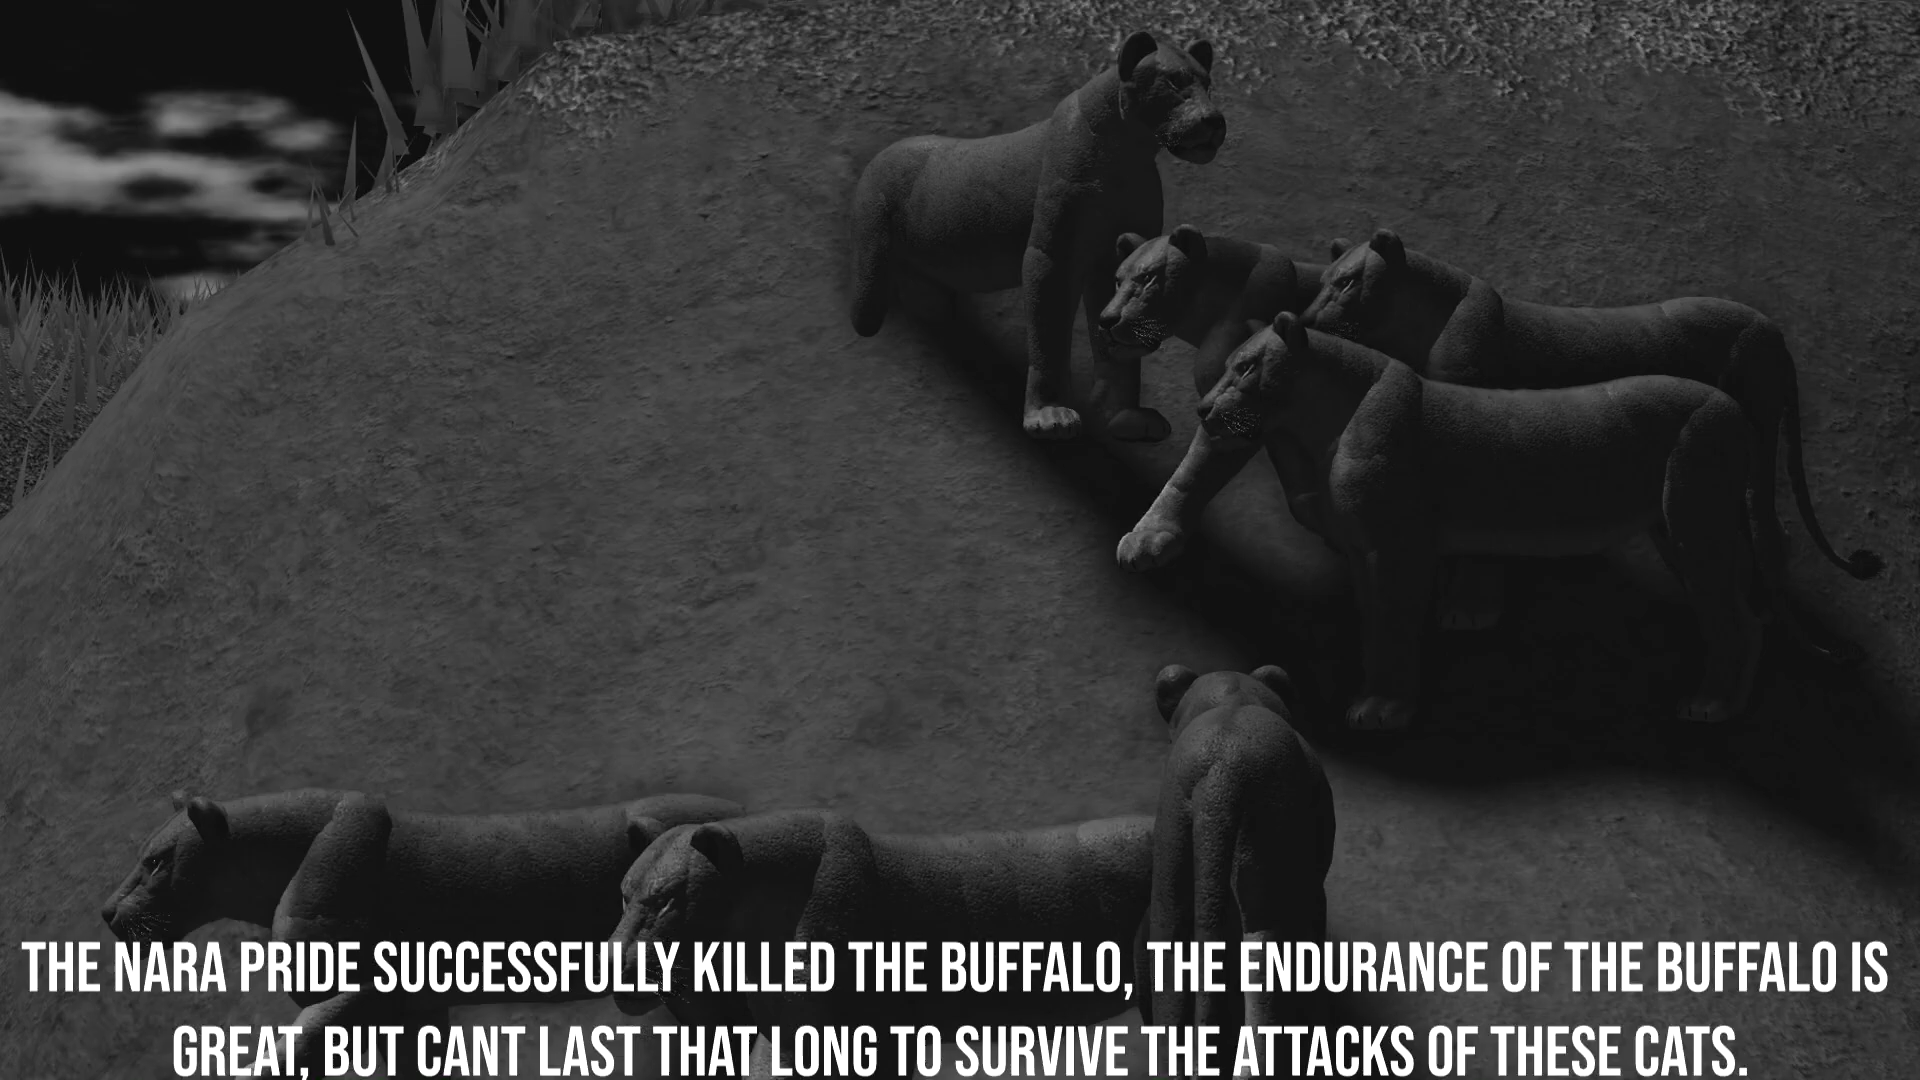 THE NARA PRIDE SUCCESSFULLY KILLED THE BUFFALO, THE ENDURANCE OF THE BUFFALO IS
GREAT, BUT CANT LAST THAT LONG TO SURVIVE THE ATTACKS OF THESE CATS.